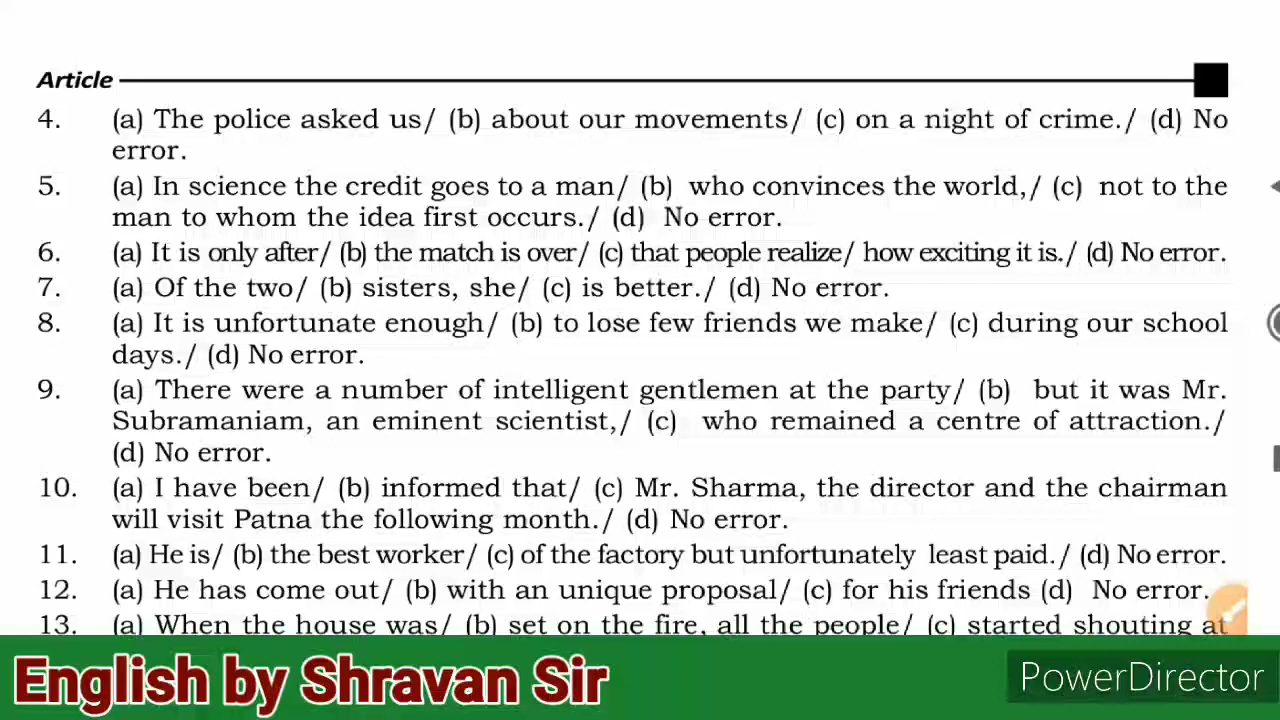 Article
4. (a) The police asked us/ (b) about our movements/ (c) on a night of crime./ (d) No
error.
5. (a) In science the credit goes to a man/ (b) who convinces the world,/ (c) not to the
man to whom the idea first occurs./ (d) No error.
6. (a) It is only after/ (b) the match is over/ (c) that people realize/ how exciting it is./ (d) No error.
7. (a) Of the two/ (b) sisters, she/ (c) is better./ (d) No error.
8. (a) It is unfortunate enough/ (b) to lose few friends we make/ (c) during our school
days./ (d) No error.
9. (a) There were a number of intelligent gentlemen at the party/ (b) but it was Mr.
Subramaniam, an eminent scientist,/ (c) who remained a centre of attraction./
(d) No error.
10. (a) I have been/ (b) informed that/ (c) Mr. Sharma, the director and the chairman
will visit Patna the following month./ (d) No error.
11. (a) He is/ (b) the best worker/ (c) of the factory but unfortunately least paid./ (d) No error.
12. (a) He has come out/ (b) with an unique proposal/ (c) for his friends (d) No error.
13. (a) When the house was/ (b) set on the fire, all the people/ (c) started shouting at
English by Shravan Sir
PowerDirector